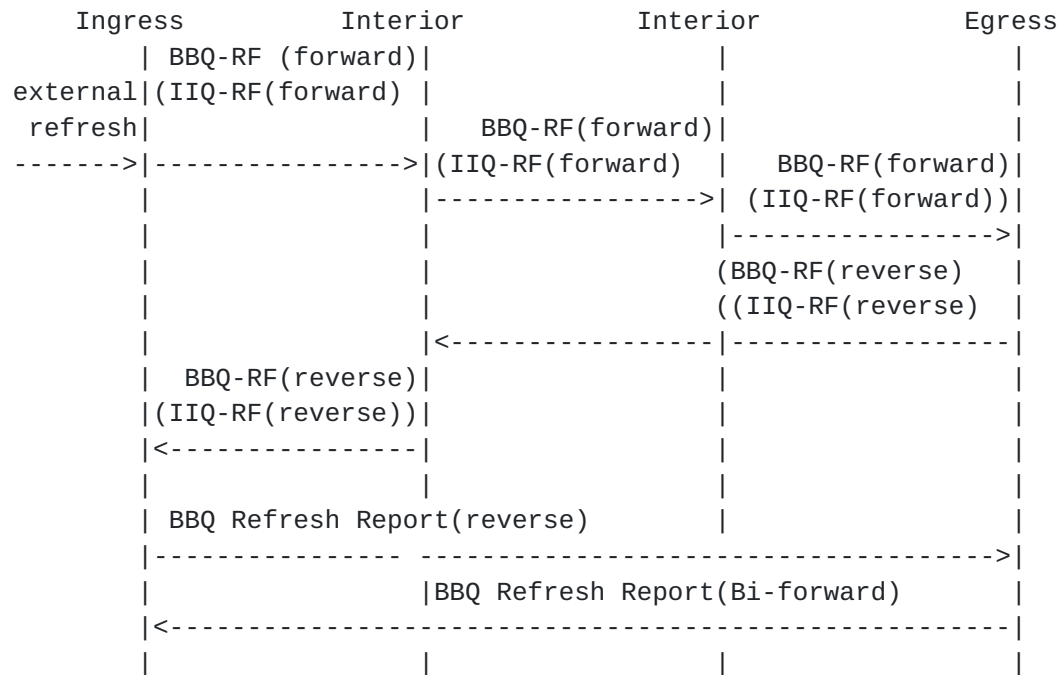 Ingress          Interior           Interior             Egress
        | BBQ-RF (forward)|                  |                  |
external|(IIQ-RF(forward) |                  |                  |
 refresh|                 |   BBQ-RF(forward)|                  |
------->|---------------->|(IIQ-RF(forward)  |   BBQ-RF(forward)|
        |                 |----------------->| (IIQ-RF(forward))|
        |                 |                  |----------------->|
        |                 |                  (BBQ-RF(reverse)   |
        |                 |                  ((IIQ-RF(reverse)  |
        |                 |<-----------------|------------------|
        |  BBQ-RF(reverse)|                  |                  |
        |(IIQ-RF(reverse))|                  |                  |
        |<----------------|                  |                  |
        |                 |                  |                  |
        | BBQ Refresh Report(reverse)        |                  |
        |---------------- ------------------------------------->|
        |                 |BBQ Refresh Report(Bi-forward)       |
        |<------------------------------------------------------|
        |                 |                  |                  |